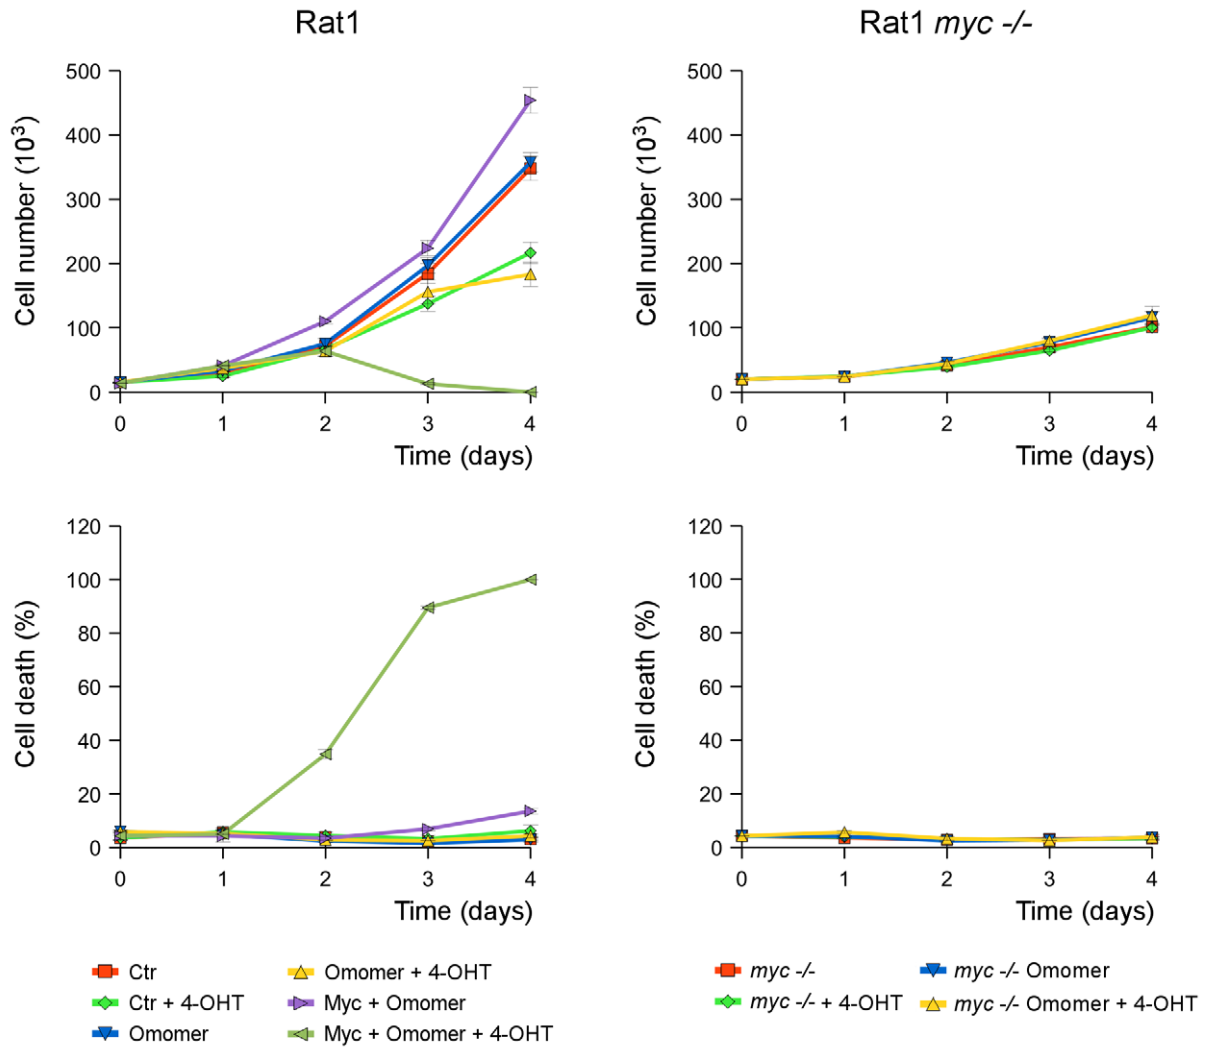 Rat1
Rat1 myc -/-
Cell number (10³)
500
400
300
200
100
0
0 1 2 3 4
Time (days)
Cell number (10³)
500
400
300
200
100
0
0 1 2 3 4
Time (days)
Cell death (%)
120
100
80
60
40
20
0
0 1 2 3 4
Time (days)
Cell death (%)
120
100
80
60
40
20
0
0 1 2 3 4
Time (days)
Ctr
Ctr + 4-OHT
Omomer
Omomer + 4-OHT
Myc + Omomer
Myc + Omomer + 4-OHT
myc -/-
myc -/- + 4-OHT
myc -/- Omomer
myc -/- Omomer + 4-OHT